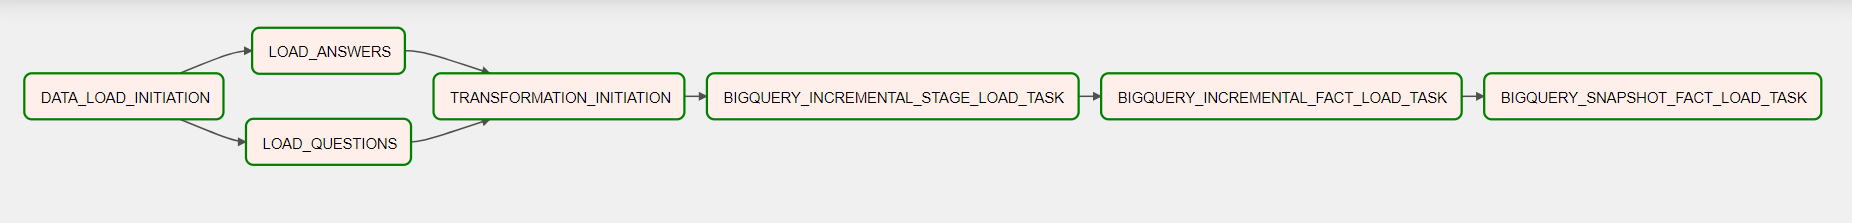 LOAD_ANSWERS
DATA_LOAD_INITIATION
TRANSFORMATION_INITIATION
BIGQUERY_INCREMENTAL_STAGE_LOAD_TASK
BIGQUERY_INCREMENTAL_FACT_LOAD_TASK
BIGQUERY_SNAPSHOT_FACT_LOAD_TASK
LOAD_QUESTIONS